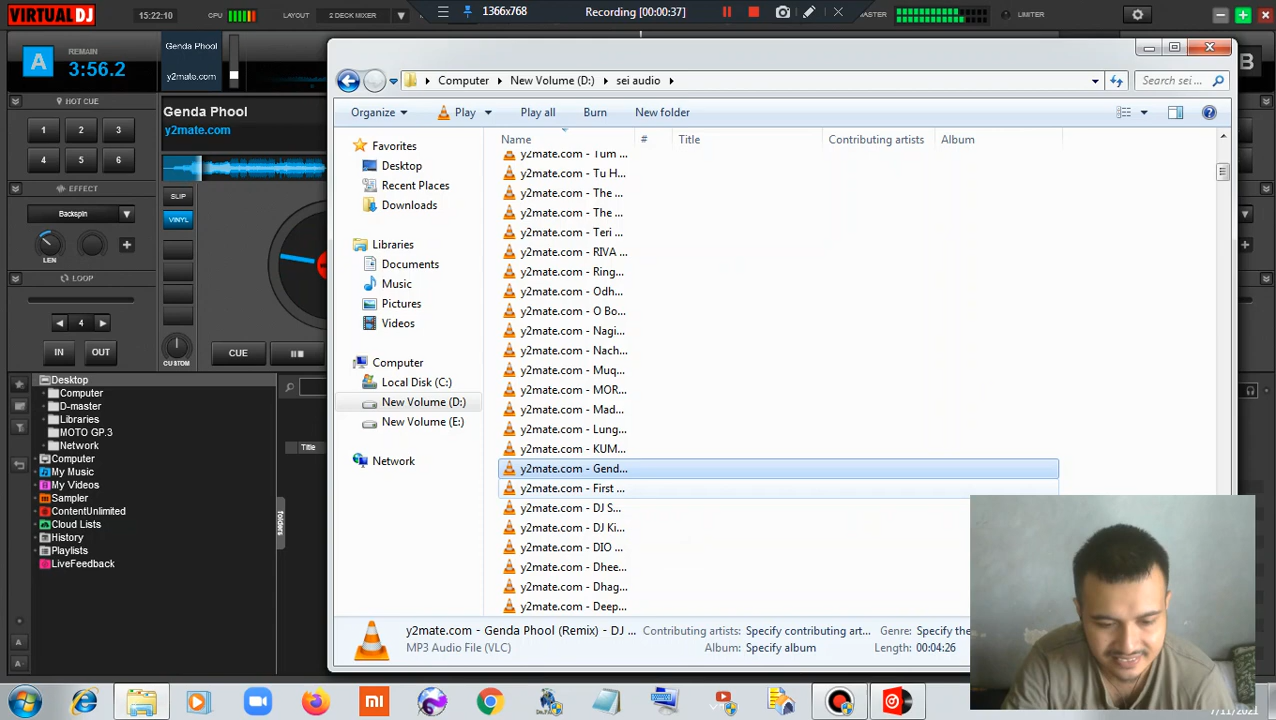 VIRTUAL DJ
15:22:10
CPU
LAYOUT
2 DECK MIXER
1366x768
Recording [00:00:37]
MASTER
LIMITER
A
REMAIN
3:56.2
Genda Phool
y2mate.com
B
Genda Phool
y2mate.com
HOT CUE
1 2 3
4 5 6
EFFECT
Backspin
LEN
LOOP
4
IN OUT
SLIP
VINYL
CUSTOM
CUE
Desktop
Computer
D-master
Libraries
MOTO GP.3
Network
Computer
My Music
My Videos
Sampler
ContentUnlimited
Cloud Lists
History
Playlists
LiveFeedback
folders
Title
A
A
Computer
New Volume (D:)
sei audio
Search sei ...
Organize
Play
Play all
Burn
New folder
Favorites
Desktop
Recent Places
Downloads
Libraries
Documents
Music
Pictures
Videos
Computer
Local Disk (C:)
New Volume (D:)
New Volume (E:)
Network
Name # Title Contributing artists Album
y2mate.com - Tum ...
y2mate.com - Tu H...
y2mate.com - The ...
y2mate.com - The ...
y2mate.com - Teri ...
y2mate.com - RIVA ...
y2mate.com - Ring...
y2mate.com - Odh...
y2mate.com - O Bo...
y2mate.com - Nagi...
y2mate.com - Nach...
y2mate.com - Muq...
y2mate.com - MOR...
y2mate.com - Mad...
y2mate.com - Lung...
y2mate.com - KUM...
y2mate.com - Gend...
y2mate.com - First ...
y2mate.com - DJ S...
y2mate.com - DJ Ki...
y2mate.com - DIO ...
y2mate.com - Dhee...
y2mate.com - Dhag...
y2mate.com - Deep...
y2mate.com - Genda Phool (Remix) - DJ ...
MP3 Audio File (VLC)
Contributing artists: Specify contributing art...
Album: Specify album
Genre: Specify the
Length: 00:04:26
mi
7/11/2021